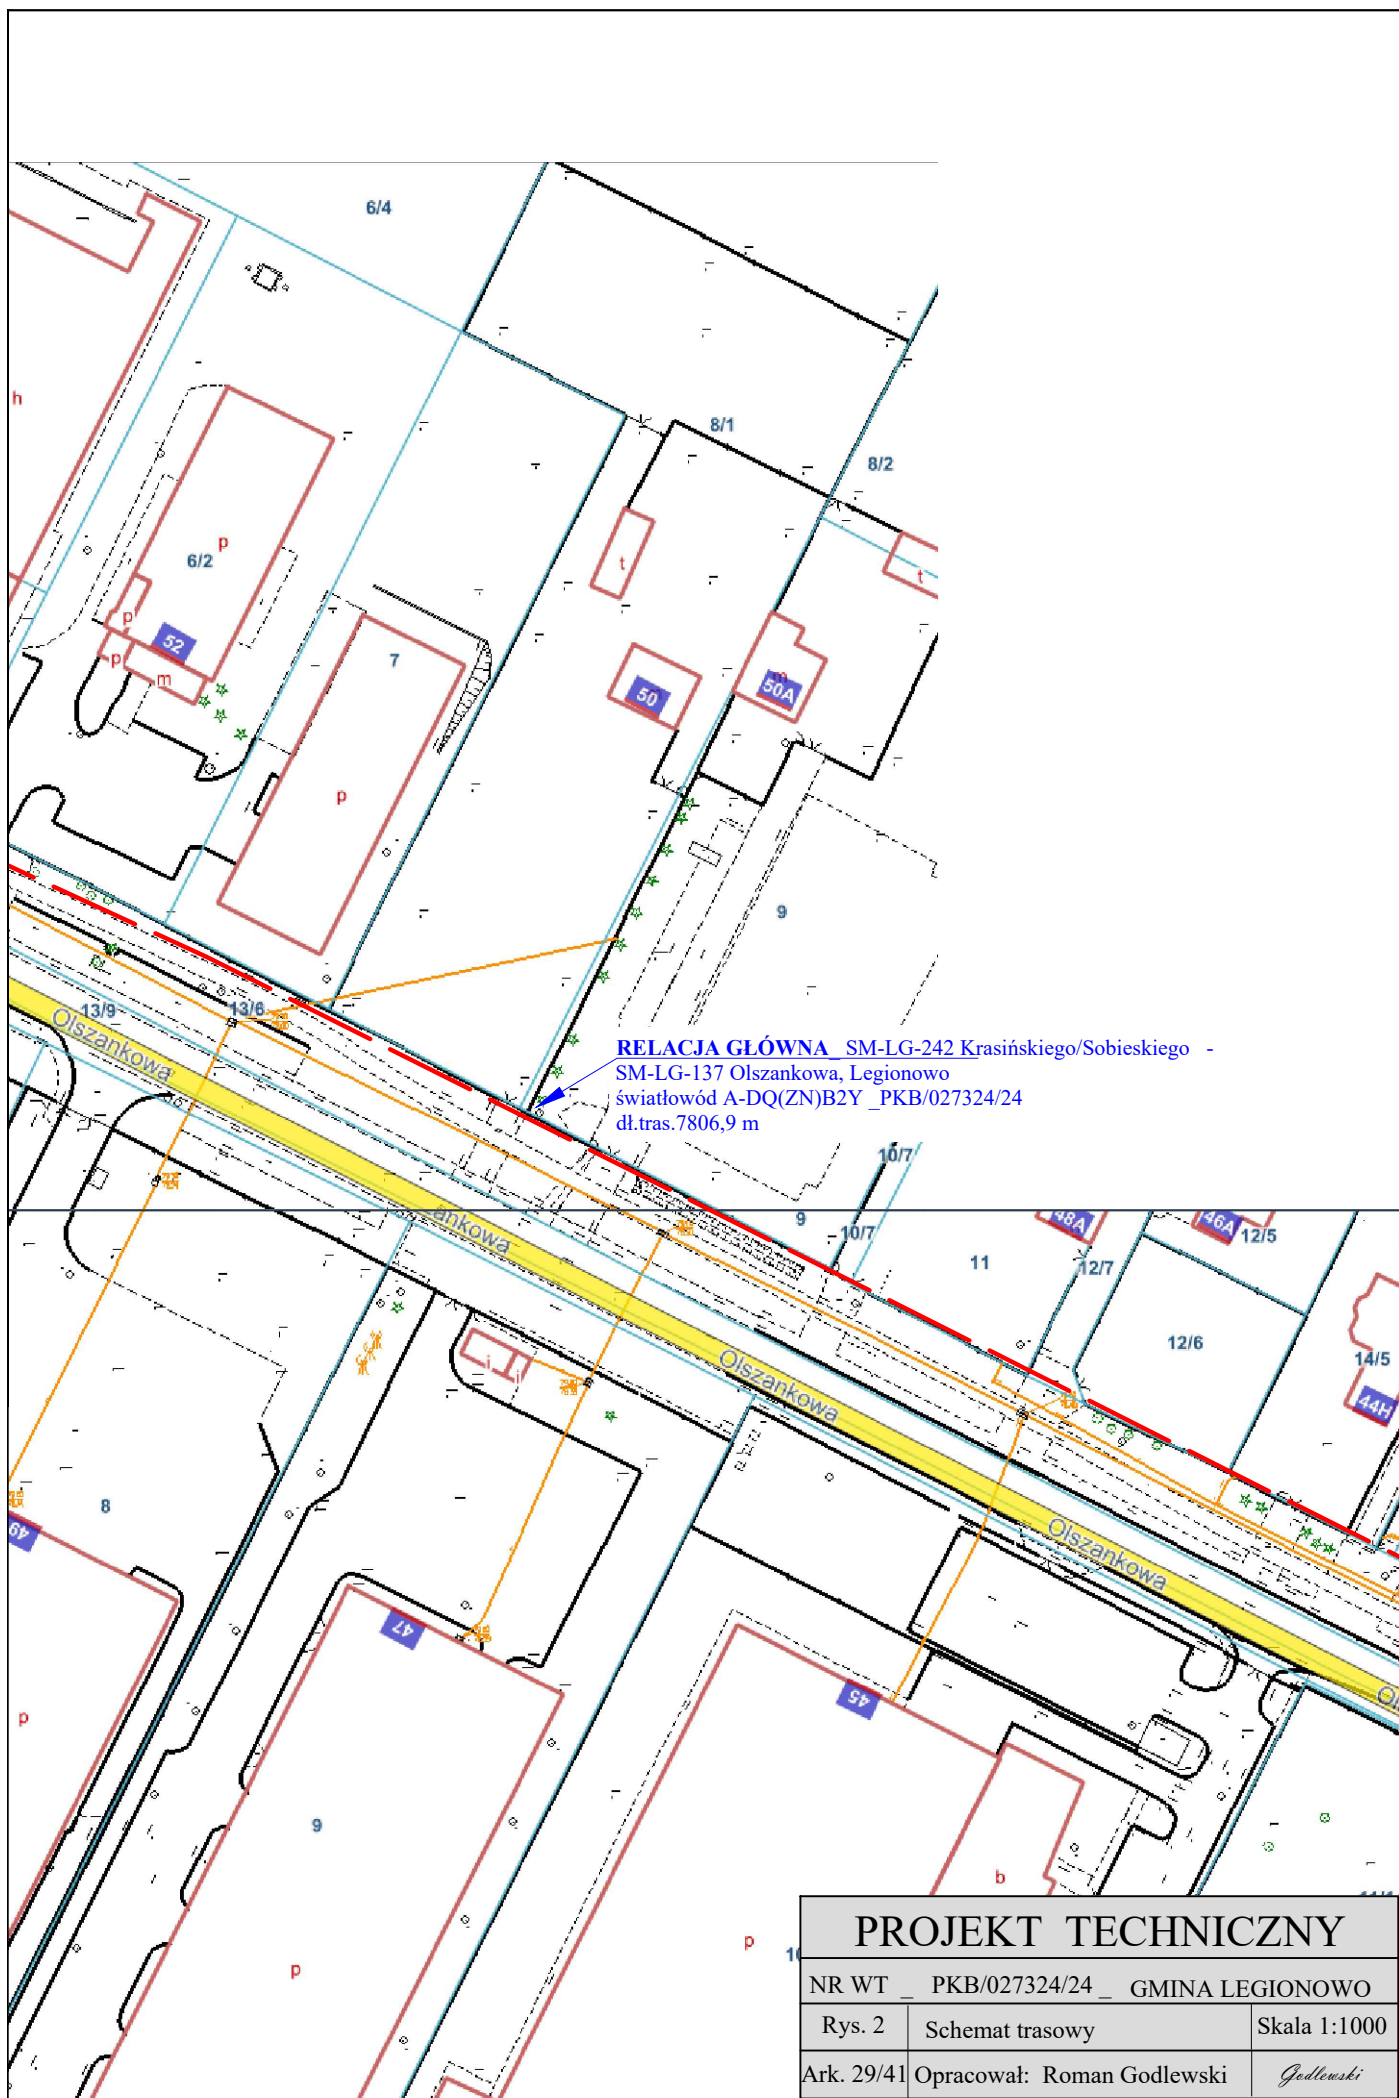 6/4
h
8/1
8/2
p
6/2
t
t
p
52
p
m
7
50
m
50A
p
9
13/9
13/6
Olszankowa
RELACJA GŁÓWNA_ SM-LG-242 Krasińskiego/Sobieskiego -
SM-LG-137 Olszankowa, Legionowo
światłowód A-DQ(ZN)B2Y _PKB/027324/24
dł.tras.7806,9 m
10/7
9
10/7
48A
46A
12/5
ankowa
11
12/7
12/6
14/5
i
i
Olszankowa
44H
8
49
Olszankowa
47
45
p
9
b
p
p
PROJEKT TECHNICZNY
NR WT _ PKB/027324/24 _ GMINA LEGIONOWO
Rys. 2 Schemat trasowy Skala 1:1000
Ark. 29/41 Opracował: Roman Godlewski Godlewski